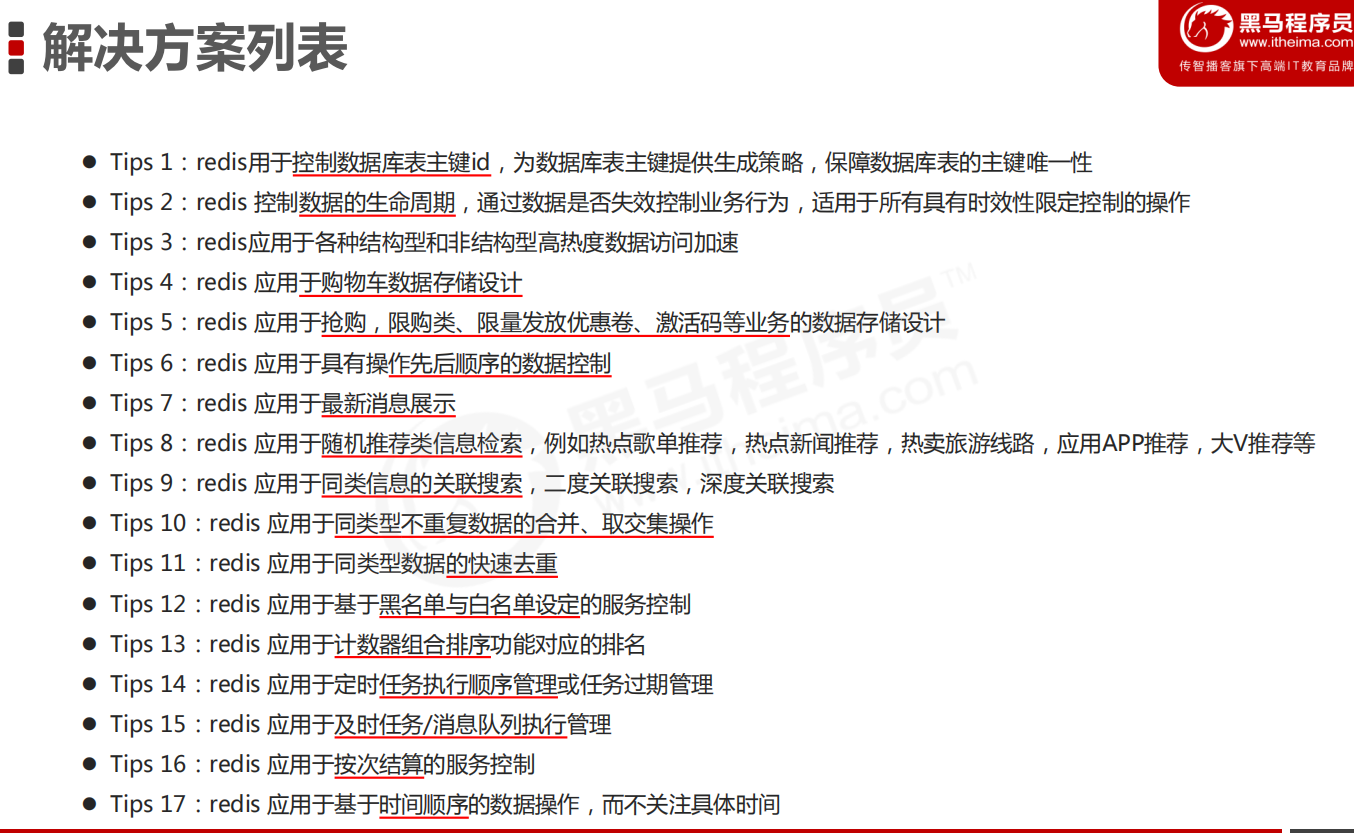 解决方案列表
黑马程序员
www.itheima.com
传智播客旗下高端IT教育品牌
Tips 1：redis用于控制数据库表主键id，为数据库表主键提供生成策略，保障数据库表的主键唯一性
Tips 2：redis 控制数据的生命周期，通过数据是否失效控制业务行为，适用于所有具有时效性限定控制的操作
Tips 3：redis应用于各种结构型和非结构型高热度数据访问加速
Tips 4：redis 应用于购物车数据存储设计
Tips 5：redis 应用于抢购，限购类、限量发放优惠卷、激活码等业务的数据存储设计
Tips 6：redis 应用于具有操作先后顺序的数据控制
Tips 7：redis 应用于最新消息展示
Tips 8：redis 应用于随机推荐类信息检索，例如热点歌单推荐，热点新闻推荐，热卖旅游线路，应用APP推荐，大V推荐等
Tips 9：redis 应用于同类信息的关联搜索，二度关联搜索，深度关联搜索
Tips 10：redis 应用于同类型不重复数据的合并、取交集操作
Tips 11：redis 应用于同类型数据的快速去重
Tips 12：redis 应用于基于黑名单与白名单设定的服务控制
Tips 13：redis 应用于计数器组合排序功能对应的排名
Tips 14：redis 应用于定时任务执行顺序管理或任务过期管理
Tips 15：redis 应用于及时任务/消息队列执行管理
Tips 16：redis 应用于按次结算的服务控制
Tips 17：redis 应用于基于时间顺序的数据操作，而不关注具体时间
黑马程序员™
www.itheima.com